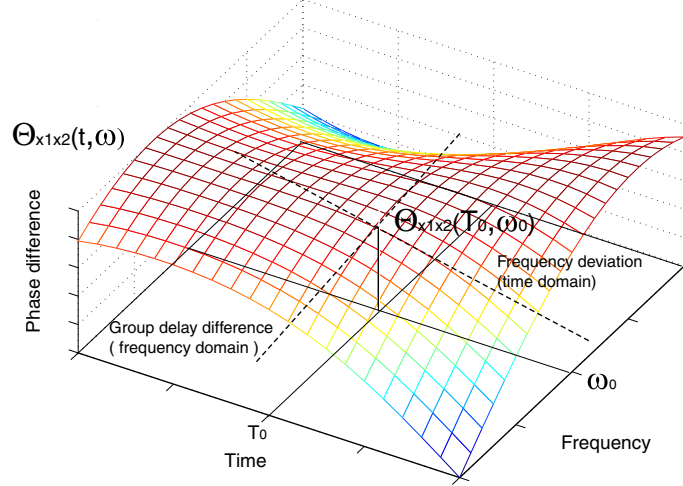 Θx1x2(t,ω)
Θx1x2(T0,ω0)
Phase difference
Frequency deviation
(time domain)
Group delay difference
( frequency domain )
ω0
T0
Time
Frequency